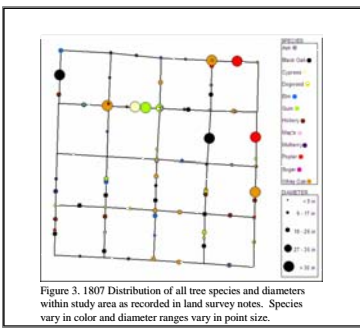 SPECIES
Ash
Black Oak
Cypress
Dogwood
Elm
Gum
Hickory
Maple
Mulberry
Poplar
Sugar
White Oak
DIAMETER
Figure 3. 1807 Distribution of all tree species and diameters
within study area as recorded in land survey notes. Species
vary in color and diameter ranges vary in point size.